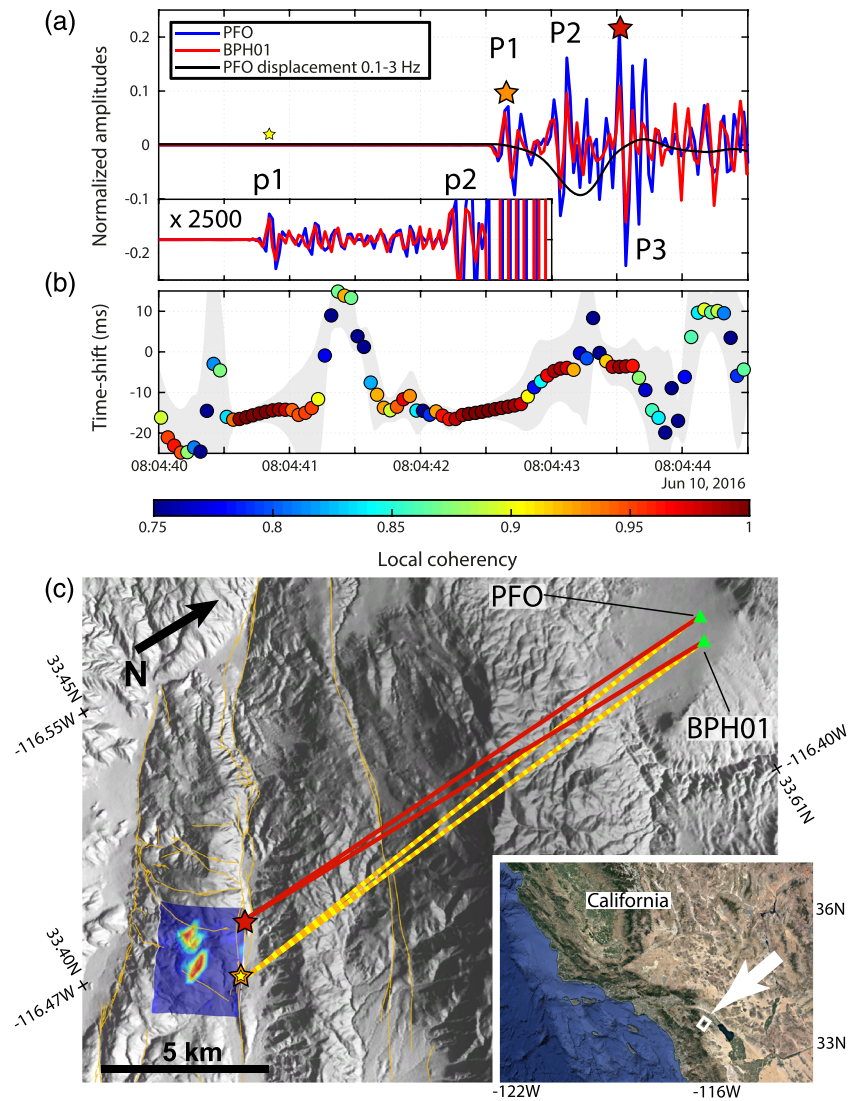 (a)
PFO
BPH01
PFO displacement 0.1-3 Hz
P1
P2
P3
p1
p2
x 2500
Normalized amplitudes
0.2
0.1
0
-0.1
-0.2
(b)
Time-shift (ms)
10
0
-10
-20
08:04:40
08:04:41
08:04:42
08:04:43
08:04:44
Jun 10, 2016
0.75
0.8
0.85
0.9
0.95
1
Local coherency
(c)
PFO
BPH01
N
33.45N
-116.55W
-116.40W
33.61N
33.40N
-116.47W
5 km
California
36N
33N
-122W
-116W